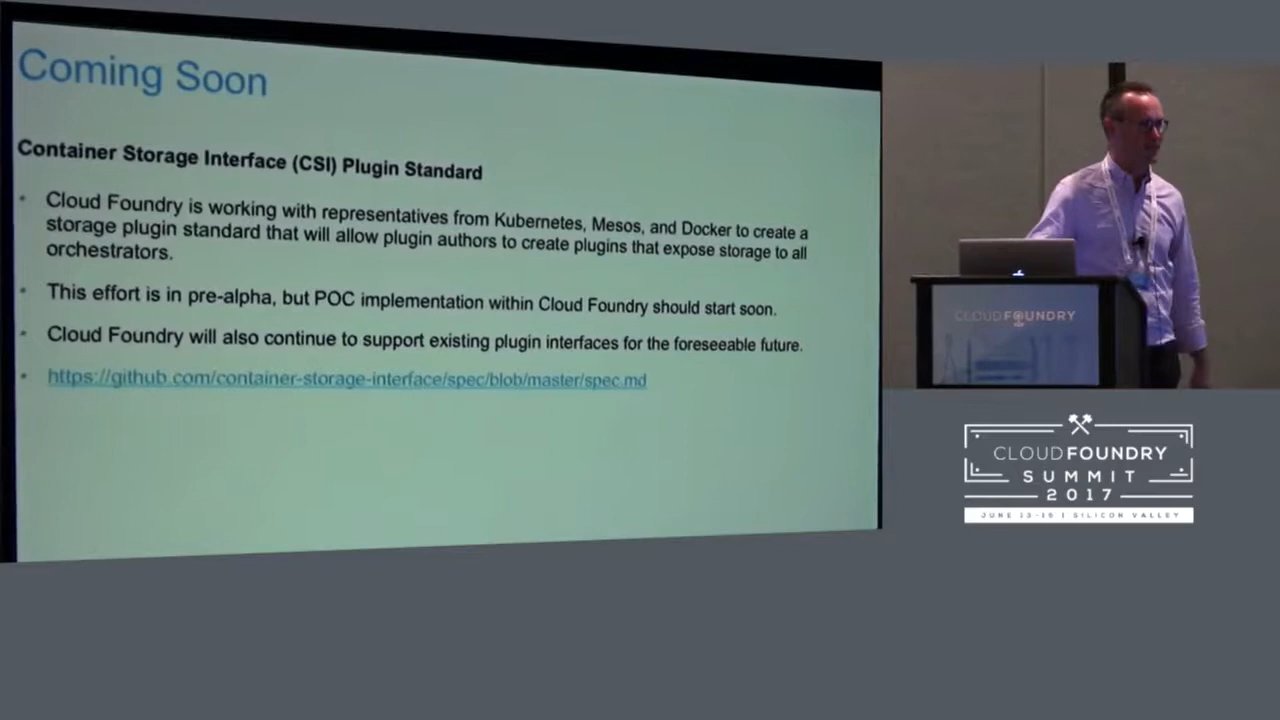 Coming Soon
Container Storage Interface (CSI) Plugin Standard
• Cloud Foundry is working with representatives from Kubernetes, Mesos, and Docker to create a
storage plugin standard that will allow plugin authors to create plugins that expose storage to all
orchestrators.
• This effort is in pre-alpha, but POC implementation within Cloud Foundry should start soon.
• Cloud Foundry will also continue to support existing plugin interfaces for the foreseeable future.
• https://github.com/container-storage-interface/spec/blob/master/spec.md
CLOUDFOUNDRY
CLOUDFOUNDRY
SUMMIT
2017
JUNE 13-15 | SILICON VALLEY